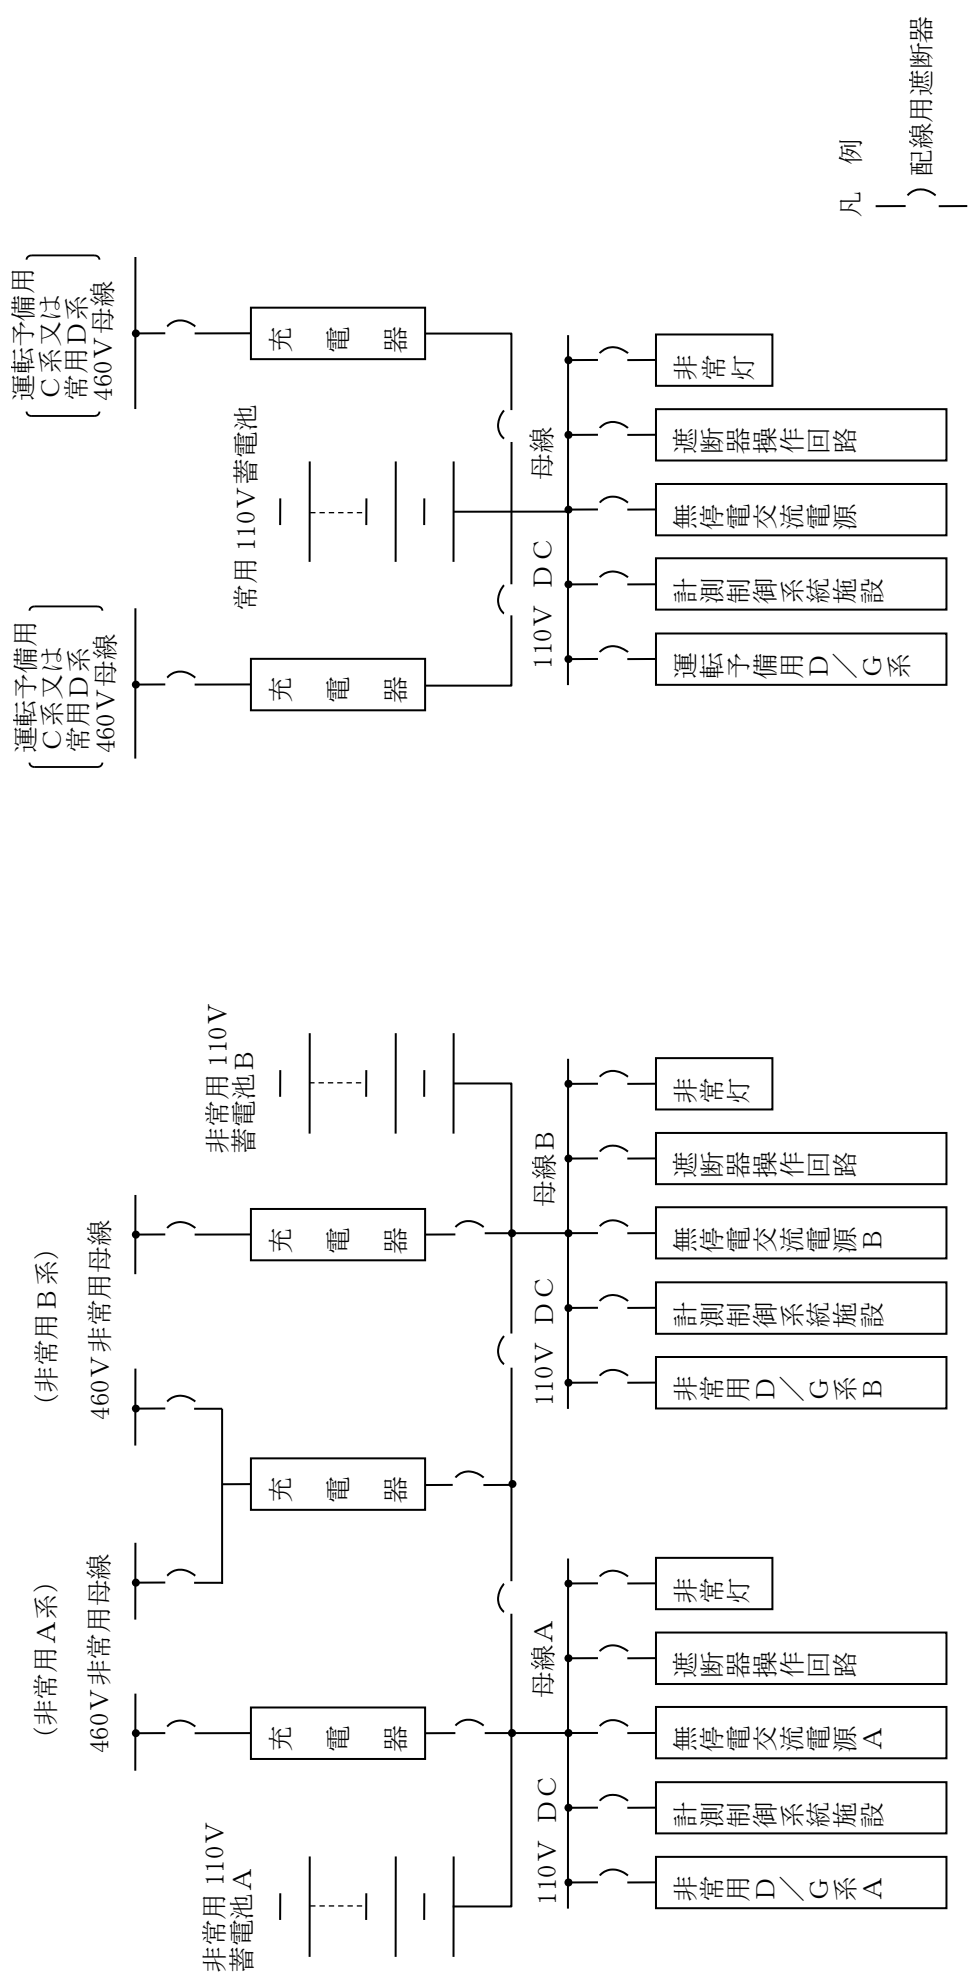 (非常用A系)
460V非常用母線
(非常用B系)
460V非常用母線
運転予備用
C系又は
常用D系
460V母線
運転予備用
C系又は
常用D系
460V母線
非常用110V
蓄電池A
充電器
充電器
充電器
非常用110V
蓄電池B
充電器
常用110V蓄電池
充電器
110V DC 母線A
110V DC 母線B
110V DC 母線
非常用D/G系A
計測制御系統施設
無停電交流電源A
遮断器操作回路
非常灯
非常用D/G系B
計測制御系統施設
無停電交流電源B
遮断器操作回路
非常灯
運転予備用D/G系
計測制御系統施設
無停電交流電源
遮断器操作回路
非常灯
凡 例
配線用遮断器